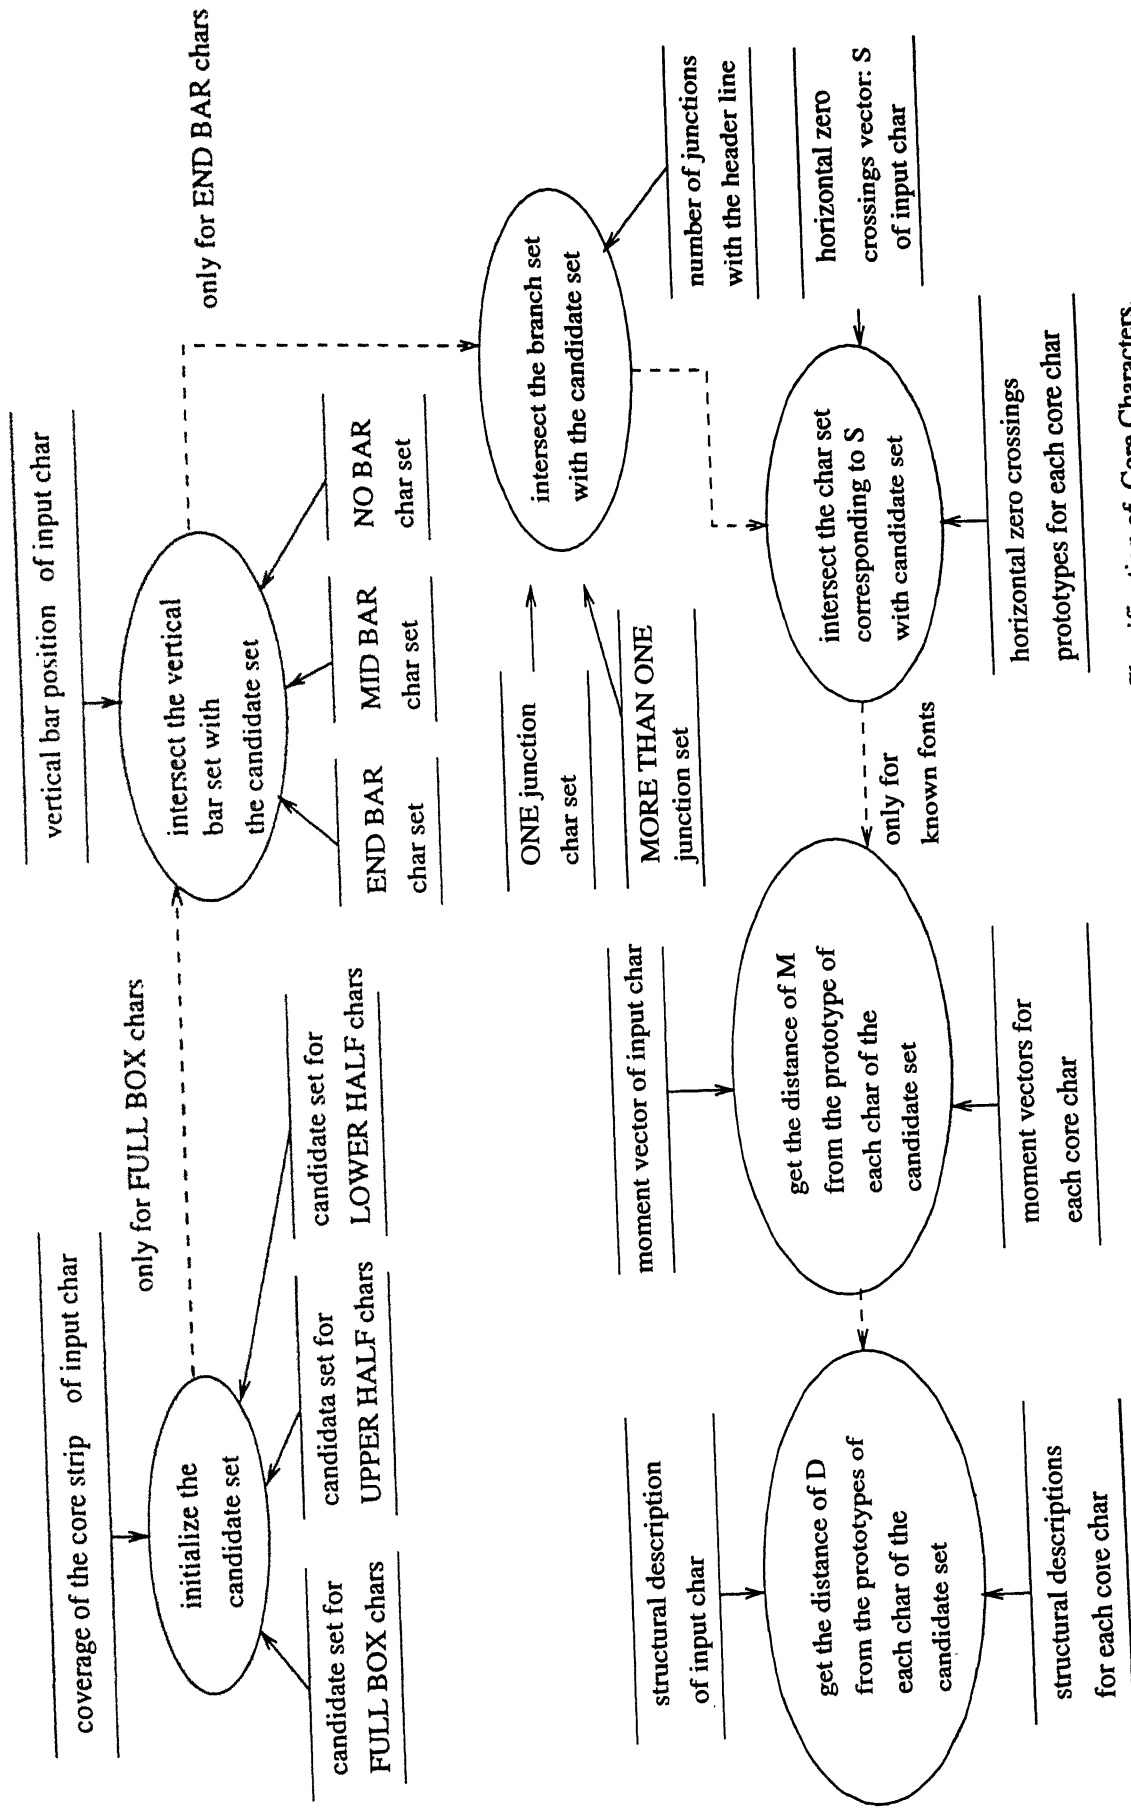 coverage of the core strip of input char
initialize the
candidate set
candidate set for
FULL BOX chars
candidata set for
UPPER HALF chars
candidate set for
LOWER HALF chars
only for FULL BOX chars
vertical bar position of input char
intersect the vertical
bar set with
the candidate set
END BAR
char set
MID BAR
char set
NO BAR
char set
only for END BAR chars
ONE junction
char set
MORE THAN ONE
junction set
intersect the branch set
with the candidate set
number of junctions
with the header line
horizontal zero
crossings vector: S
of input char
intersect the char set
corresponding to S
with candidate set
horizontal zero crossings
prototypes for each core char
only for
known fonts
moment vector of input char
get the distance of M
from the prototype of
each char of the
candidate set
moment vectors for
each core char
structural description
of input char
get the distance of D
from the prototypes of
each char of the
candidate set
structural descriptions
for each core char
of Core Characters.